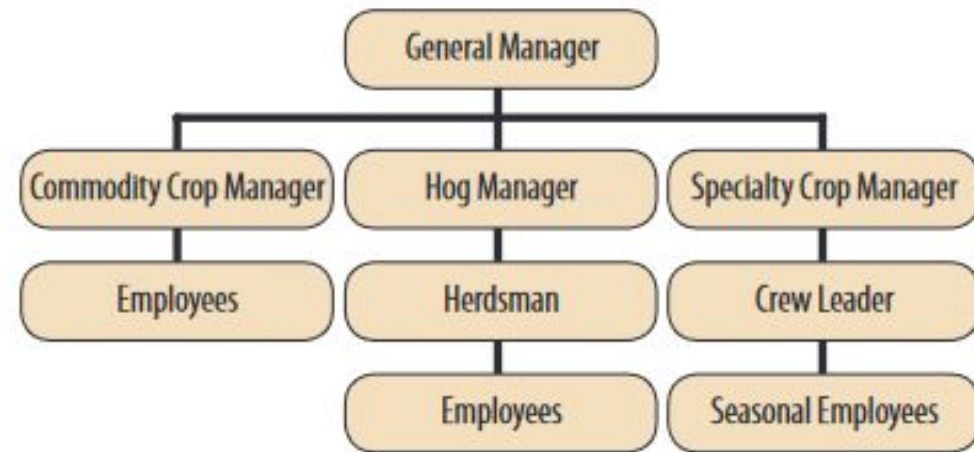 General Manager
Commodity Crop Manager
Hog Manager
Specialty Crop Manager
Employees
Herdsman
Crew Leader
Employees
Seasonal Employees